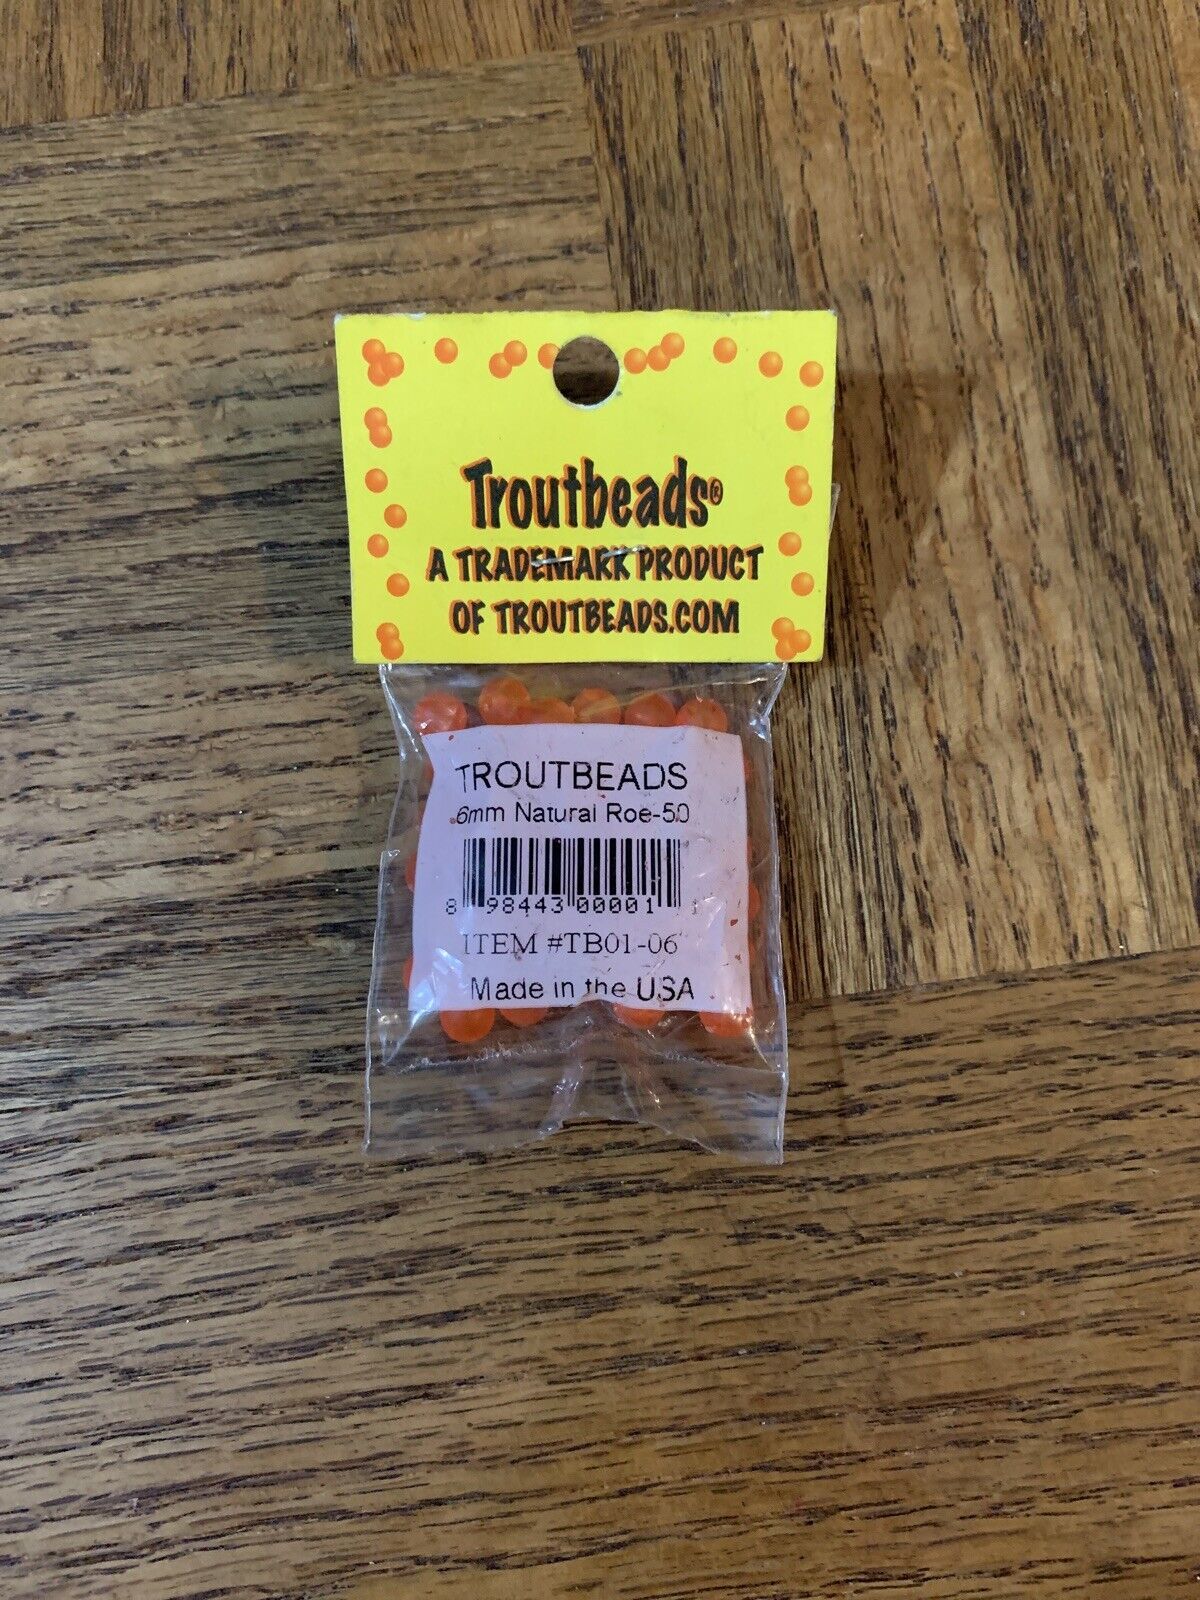 Troutbeads®
A TRADEMARK PRODUCT
OF TROUTBEADS.COM
TROUTBEADS
6mm Natural Roe-50
8 98443 00001 1
ITEM #TB01-06
Made in the USA